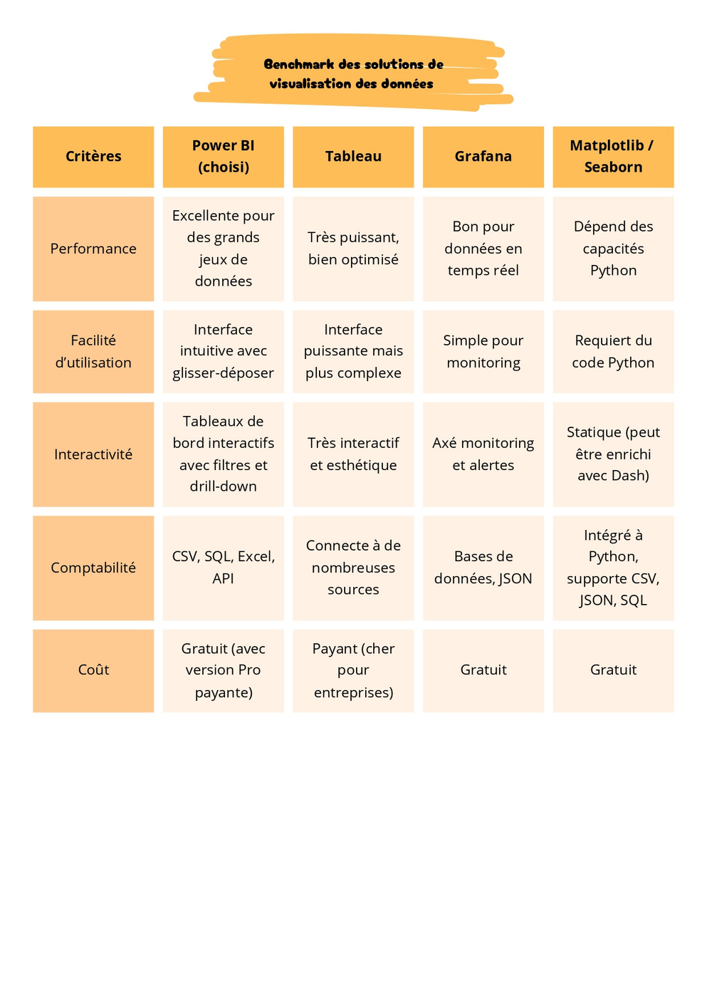 Benchmark des solutions de
visualisation des données
Critères
Power BI
(choisi)
Tableau
Grafana
Matplotlib /
Seaborn
Performance
Excellente pour
des grands
jeux de
données
Très puissant,
bien optimisé
Bon pour
données en
temps réel
Dépend des
capacités
Python
Facilité
d’utilisation
Interface
intuitive avec
glisser-déposer
Interface
puissante mais
plus complexe
Simple pour
monitoring
Requiert du
code Python
Interactivité
Tableaux de
bord interactifs
avec filtres et
drill-down
Très interactif
et esthétique
Axé monitoring
et alertes
Statique (peut
être enrichi
avec Dash)
Comptabilité
CSV, SQL, Excel,
API
Connecte à de
nombreuses
sources
Bases de
données, JSON
Intégré à
Python,
supporte CSV,
JSON, SQL
Coût
Gratuit (avec
version Pro
payante)
Payant (cher
pour
entreprises)
Gratuit
Gratuit